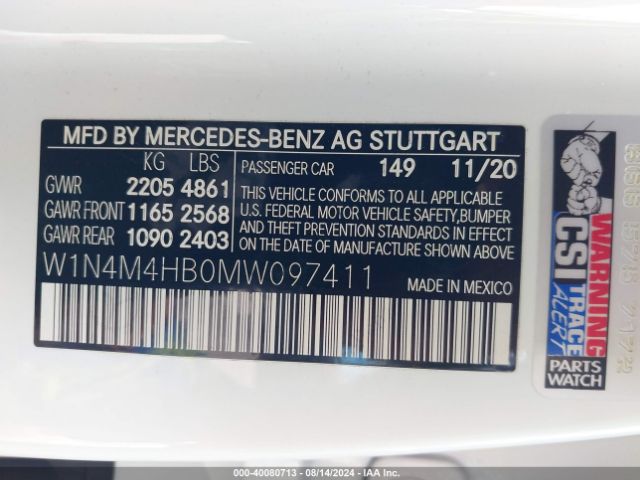 MFD BY MERCEDES-BENZ AG STUTTGART
KG LBS
PASSENGER CAR 149 11/20
GVWR 2205 4861
GAWR FRONT 1165 2568
GAWR REAR 1090 2403
THIS VEHICLE CONFORMS TO ALL APPLICABLE
U.S. FEDERAL MOTOR VEHICLE SAFETY, BUMPER
AND THEFT PREVENTION STANDARDS IN EFFECT
ON THE DATE OF MANUFACTURE SHOWN ABOVE
W1N4M4HB0MW097411
MADE IN MEXICO
WARNING
CSI TRACE
ALERT
PARTS
WATCH
IMAGE - 40080713 - 08/14/2024 - IAA, LLC